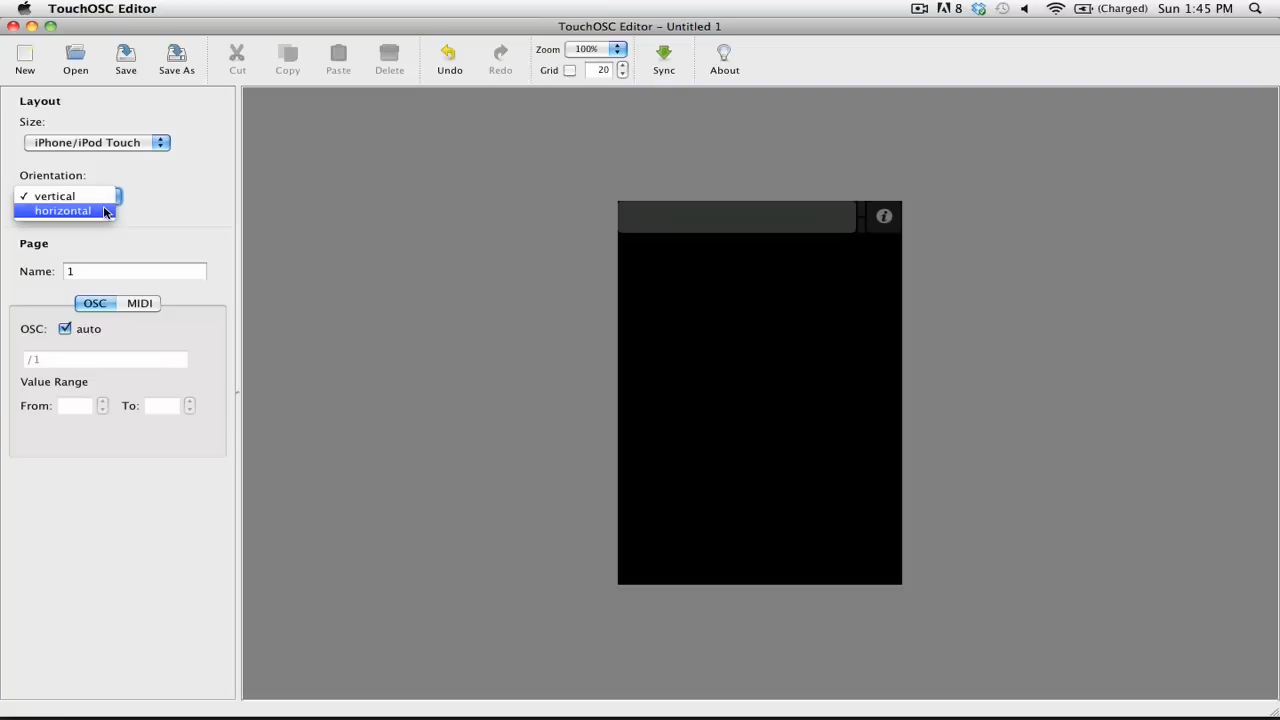 TouchOSC Editor
8
(Charged)
Sun 1:45 PM
TouchOSC Editor – Untitled 1
New
Open
Save
Save As
Cut
Copy
Paste
Delete
Undo
Redo
Zoom 100%
Grid 20
Sync
About
Layout
Size:
iPhone/iPod Touch
Orientation:
✓ vertical
horizontal
Page
Name: 1
OSC MIDI
OSC: auto
/1
Value Range
From: To: